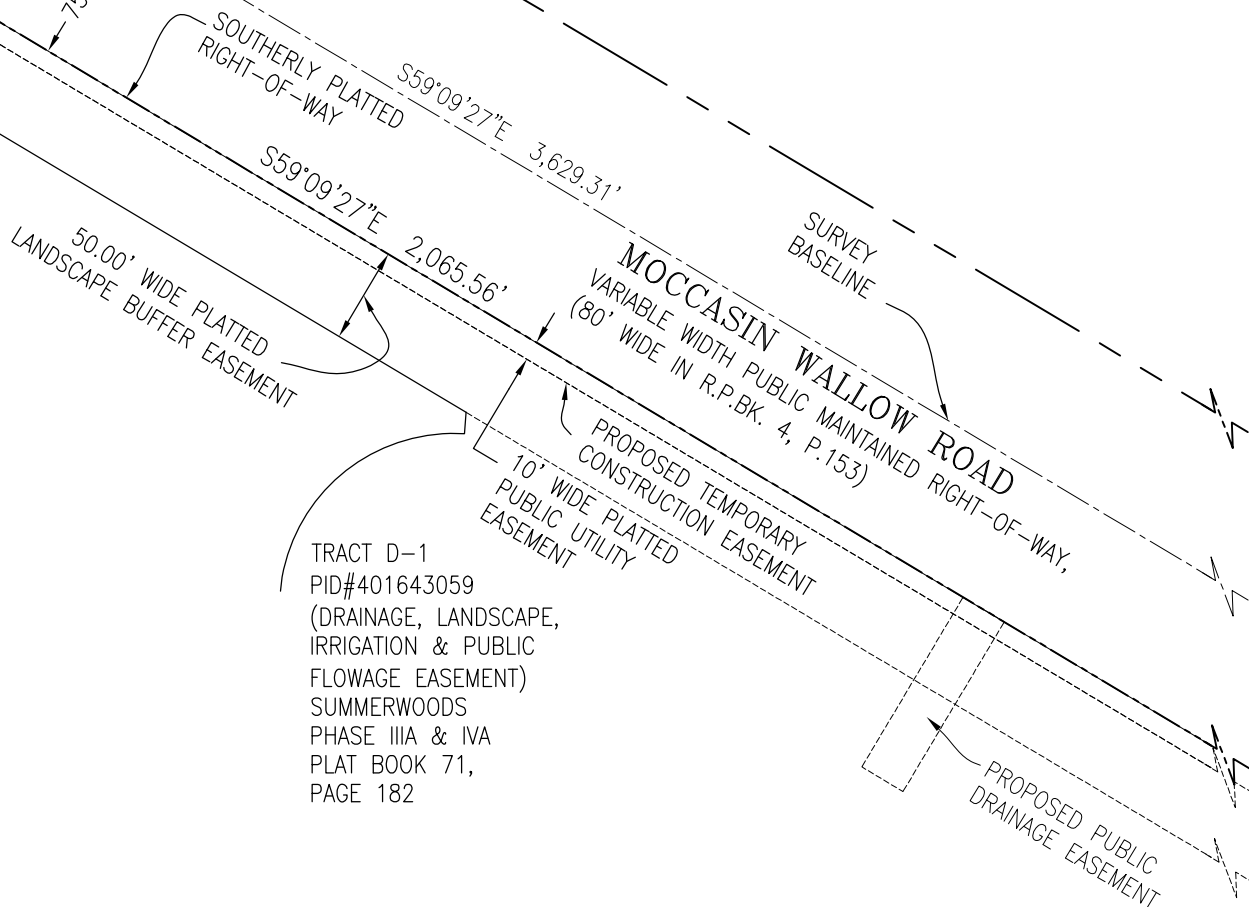 SOUTHERLY PLATTED
RIGHT-OF-WAY
S59°09'27"E 3,629.31'
S59°09'27"E 2,065.56'
50.00' WIDE PLATTED
LANDSCAPE BUFFER EASEMENT
SURVEY
BASELINE
MOCCASIN WALLOW ROAD
VARIABLE WIDTH PUBLIC MAINTAINED RIGHT-OF-WAY,
(80' WIDE IN R.P.BK. 4, P.153)
PROPOSED TEMPORARY
CONSTRUCTION EASEMENT
10' WIDE PLATTED
PUBLIC UTILITY
EASEMENT
TRACT D-1
PID#401643059
(DRAINAGE, LANDSCAPE,
IRRIGATION & PUBLIC
FLOWAGE EASEMENT)
SUMMERWOODS
PHASE IIIA & IVA
PLAT BOOK 71,
PAGE 182
PROPOSED PUBLIC
DRAINAGE EASEMENT